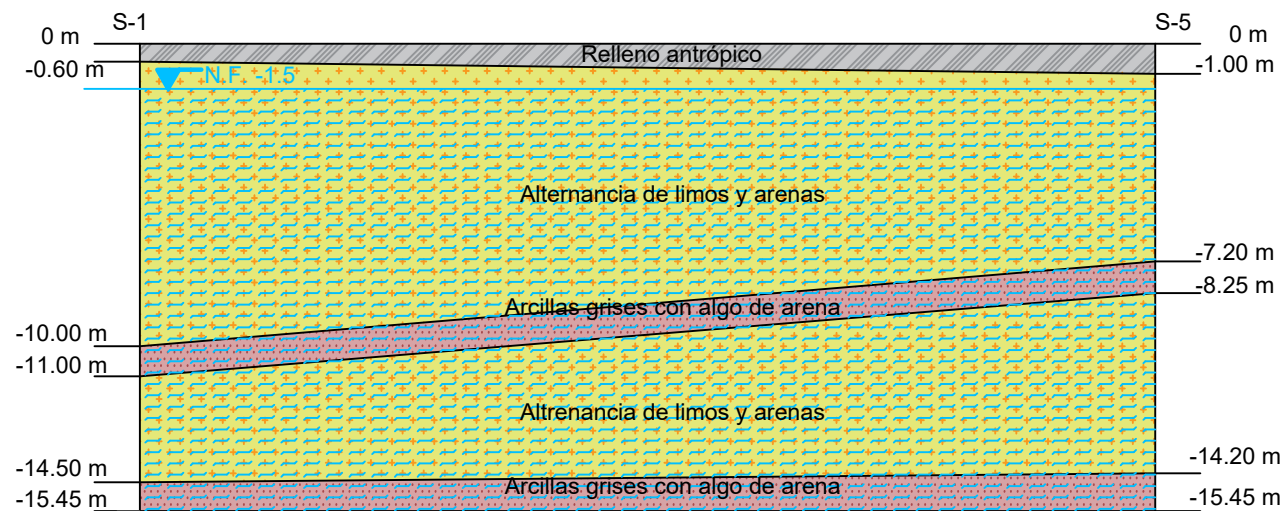 S-1
S-5
0 m
0 m
Relleno antrópico
-0.60 m
-1.00 m
N.F. -1.5
Alternancia de limos y arenas
-7.20 m
-8.25 m
Arcillas grises con algo de arena
-10.00 m
-11.00 m
Altrenancia de limos y arenas
-14.50 m
-14.20 m
Arcillas grises con algo de arena
-15.45 m
-15.45 m